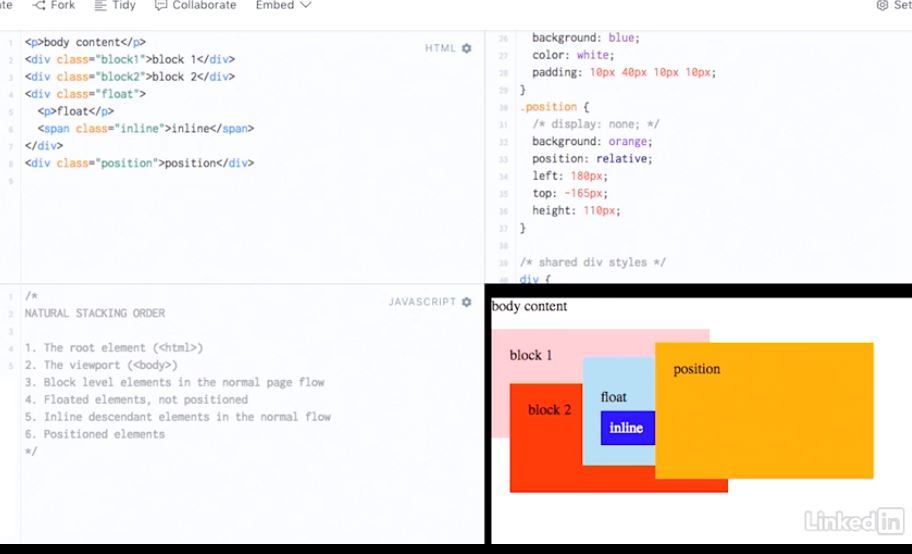 Fork Tidy Collaborate Embed
HTML
1 <p>body content</p>
2 <div class="block1">block 1</div>
3 <div class="block2">block 2</div>
4 <div class="float">
5 <p>float</p>
6 <span class="inline">inline</span>
7 </div>
8 <div class="position">position</div>
9
26 background: blue;
27 color: white;
28 padding: 10px 40px 10px 10px;
29 }
30 .position {
31 /* display: none; */
32 background: orange;
33 position: relative;
34 left: 180px;
35 top: -165px;
36 height: 110px;
37 }
38
39 /* shared div styles */
40 div {
JAVASCRIPT
1 /*
2 NATURAL STACKING ORDER
3
4 1. The root element (<html>)
5 2. The viewport (<body>)
3. Block level elements in the normal page flow
4. Floated elements, not positioned
5. Inline descendant elements in the normal flow
6. Positioned elements
*/
body content
block 1
position
float
block 2
inline
LinkedIn